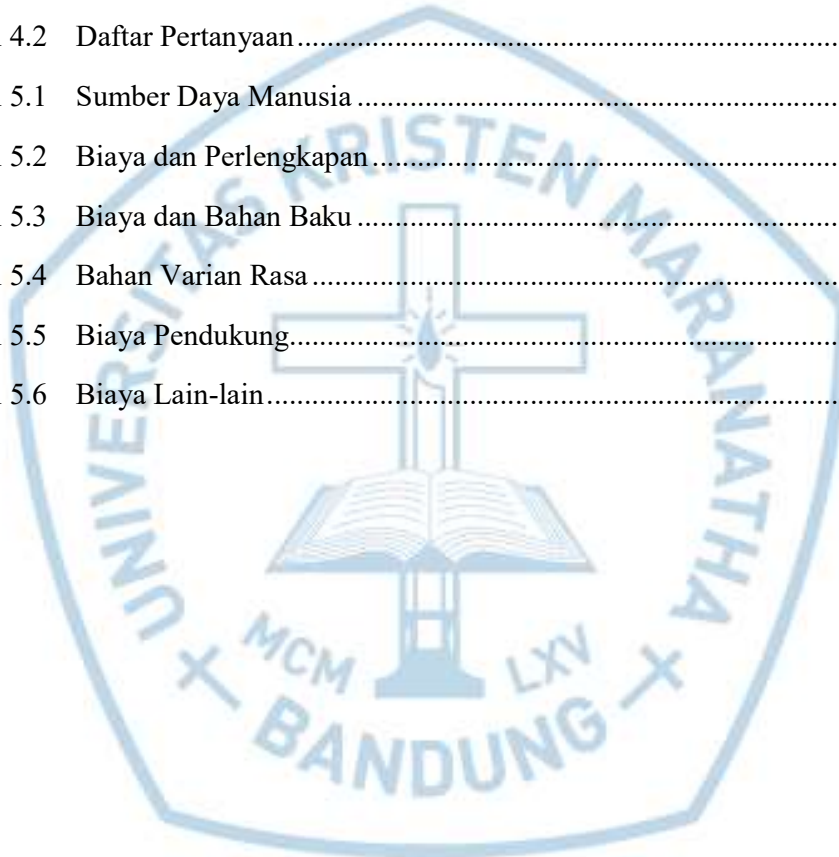 4.2 Daftar Pertanyaan................................................................................
5.1 Sumber Daya Manusia.......................................................................
5.2 Biaya dan Perlengkapan.....................................................................
5.3 Biaya dan Bahan Baku.......................................................................
5.4 Bahan Varian Rasa.............................................................................
5.5 Biaya Pendukung................................................................................
5.6 Biaya Lain-lain...................................................................................
UNIVERSITAS KRISTEN MARANATHA
MCM LXV
BANDUNG